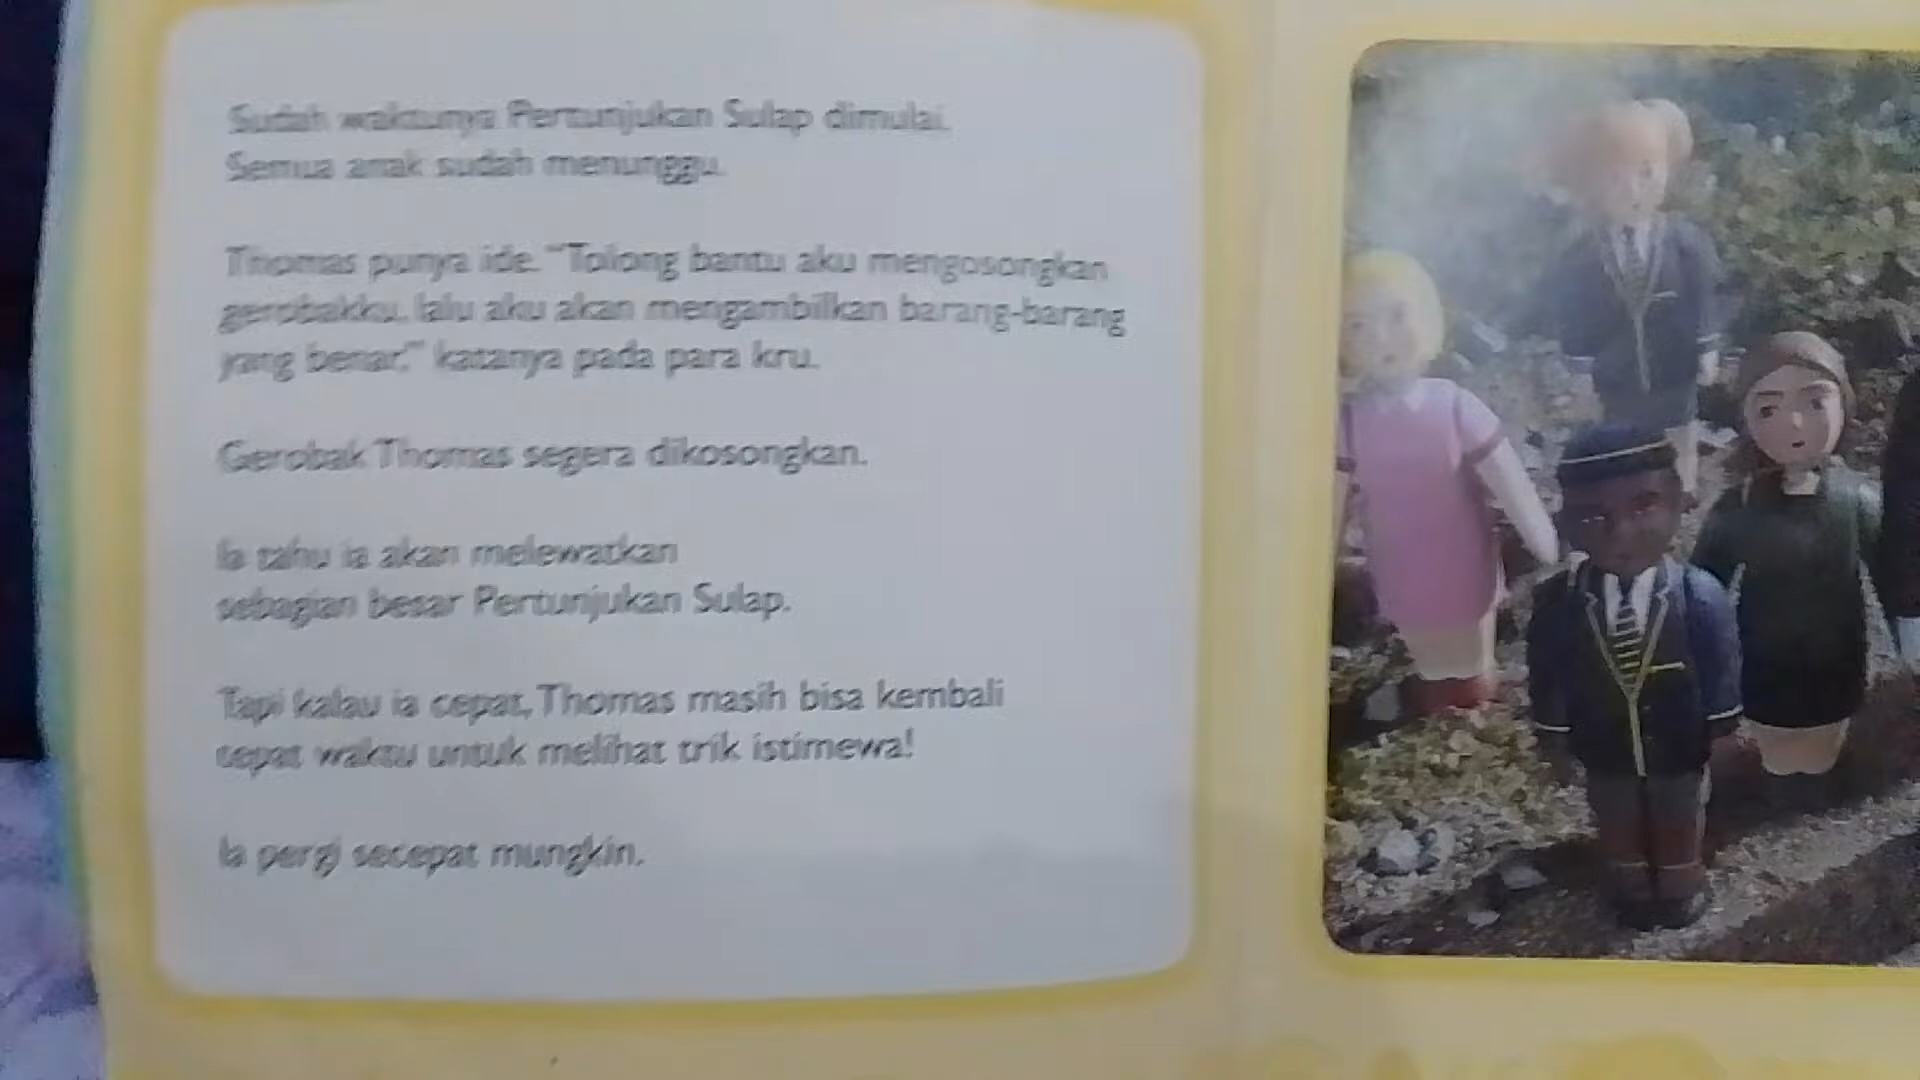 Sudah waktunya Pertunjukan Sulap dimulai.
Semua anak sudah menunggu.
Thomas punya ide. "Tolong bantu aku mengosongkan
gerobakku, lalu aku akan mengambilkan barang-barang
yang benar," katanya pada para kru.
Gerobak Thomas segera dikosongkan.
Ia tahu ia akan melewatkan
sebagian besar Pertunjukan Sulap.
Tapi kalau ia cepat, Thomas masih bisa kembali
tepat waktu untuk melihat trik istimewa!
Ia pergi secepat mungkin.